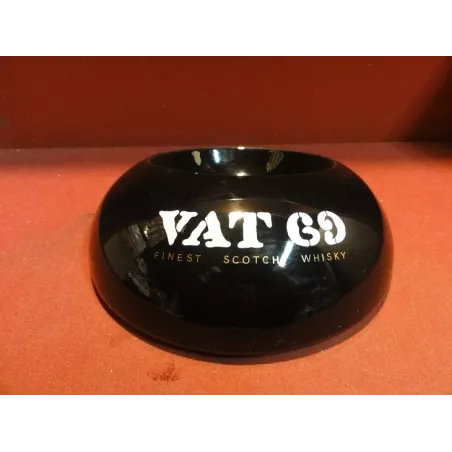 VAT 69
FINEST SCOTCH WHISKY